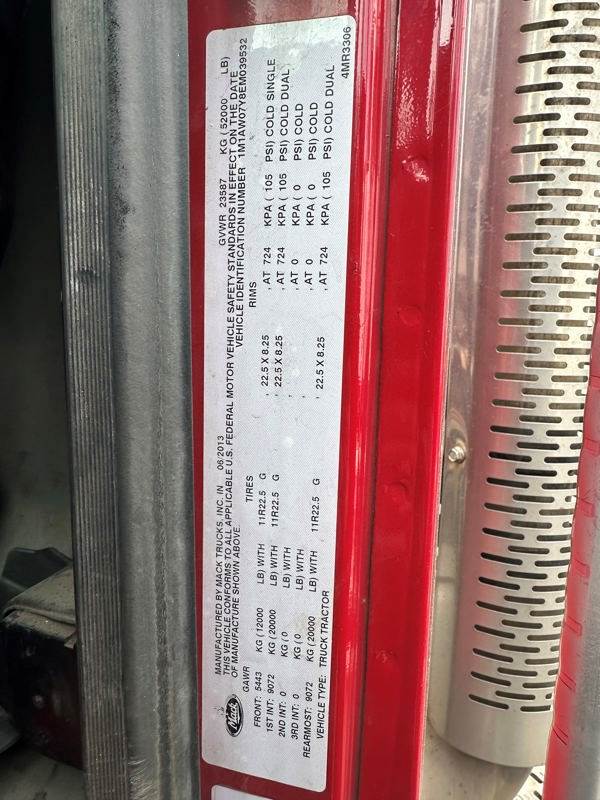 MANUFACTURED BY MACK TRUCKS, INC. IN 06/2013 GVWR 23587 KG ( 52000 LB)
THIS VEHICLE CONFORMS TO ALL APPLICABLE U.S. FEDERAL MOTOR VEHICLE SAFETY STANDARDS IN EFFECT ON THE DATE
OF MANUFACTURE SHOWN ABOVE. VEHICLE IDENTIFICATION NUMBER 1M1AW07Y8EM039532
Mack
GAWR TIRES RIMS
FRONT: 5443 KG (12000 LB) WITH 11R22.5 G , 22.5 X 8.25 , AT 724 KPA ( 105 PSI) COLD SINGLE
1ST INT: 9072 KG (20000 LB) WITH 11R22.5 G , 22.5 X 8.25 , AT 724 KPA ( 105 PSI) COLD DUAL
2ND INT: 0 KG ( 0 LB) WITH , , AT 0 KPA ( 0 PSI) COLD
3RD INT: 0 KG ( 0 LB) WITH , , AT 0 KPA ( 0 PSI) COLD
REARMOST: 9072 KG (20000 LB) WITH 11R22.5 G , 22.5 X 8.25 , AT 724 KPA ( 105 PSI) COLD DUAL
VEHICLE TYPE: TRUCK TRACTOR
4MR3306